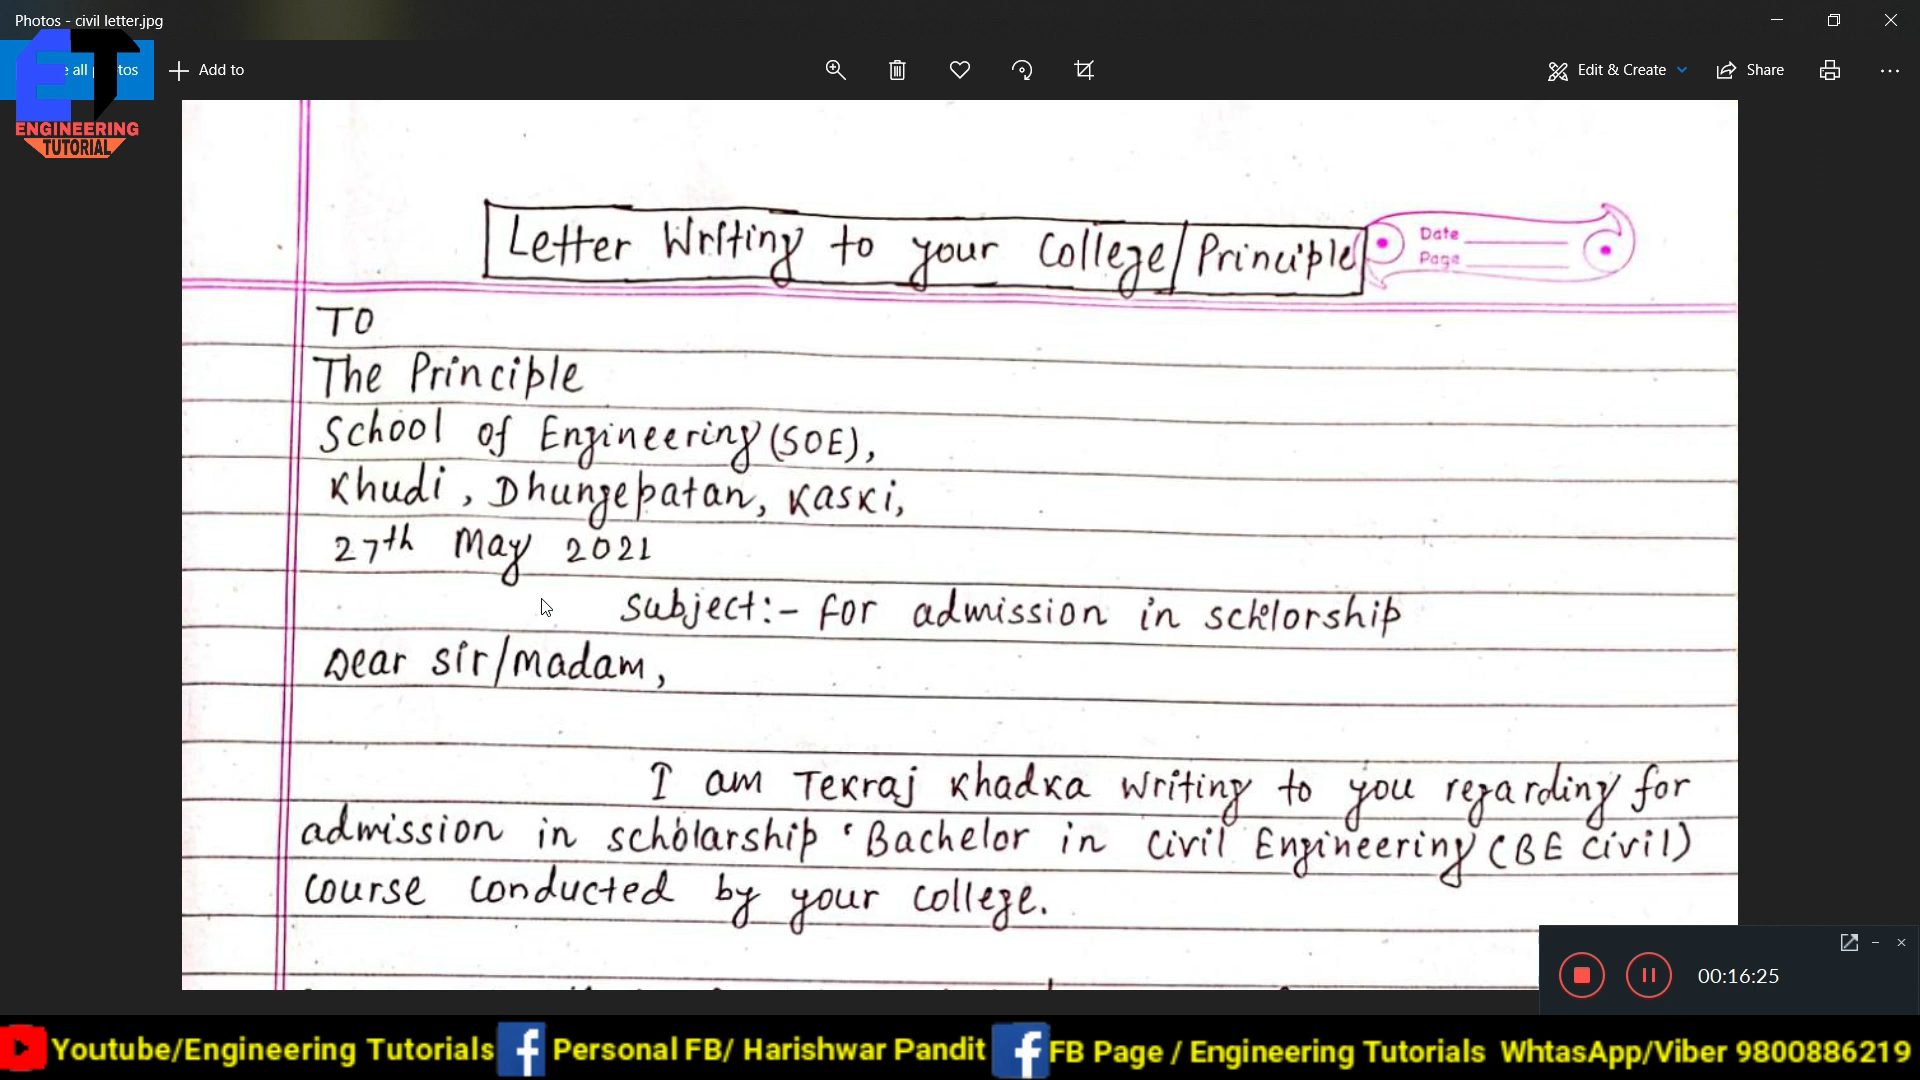 Photos - civil letter.jpg
e all photos
Add to
Edit & Create
Share
ET
ENGINEERING
TUTORIAL
Letter Writing to your College/Principle
Date
Page
TO
The Principle
School of Engineering (SOE),
Khudi, Dhungepatan, Kaski,
27th May 2021
Subject:- For admission in schlorship
Dear sir/madam,
I am Tekraj Khadka writing to you regarding for
admission in scholarship 'Bachelor in Civil Engineering (BE Civil)
course conducted by your college.
00:16:25
Youtube/Engineering Tutorials Personal FB/ Harishwar Pandit FB Page / Engineering Tutorials WhtasApp/Viber 9800886219